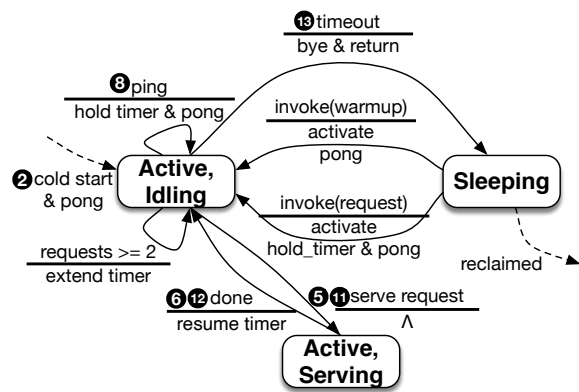 ⓭timeout
bye & return
❽ping
hold timer & pong
invoke(warmup)
activate
pong
Active,
Idling
Sleeping
❷cold start
& pong
invoke(request)
activate
hold_timer & pong
requests >= 2
extend timer
reclaimed
❻⓬done
resume timer
❺⓫serve request
Λ
Active,
Serving